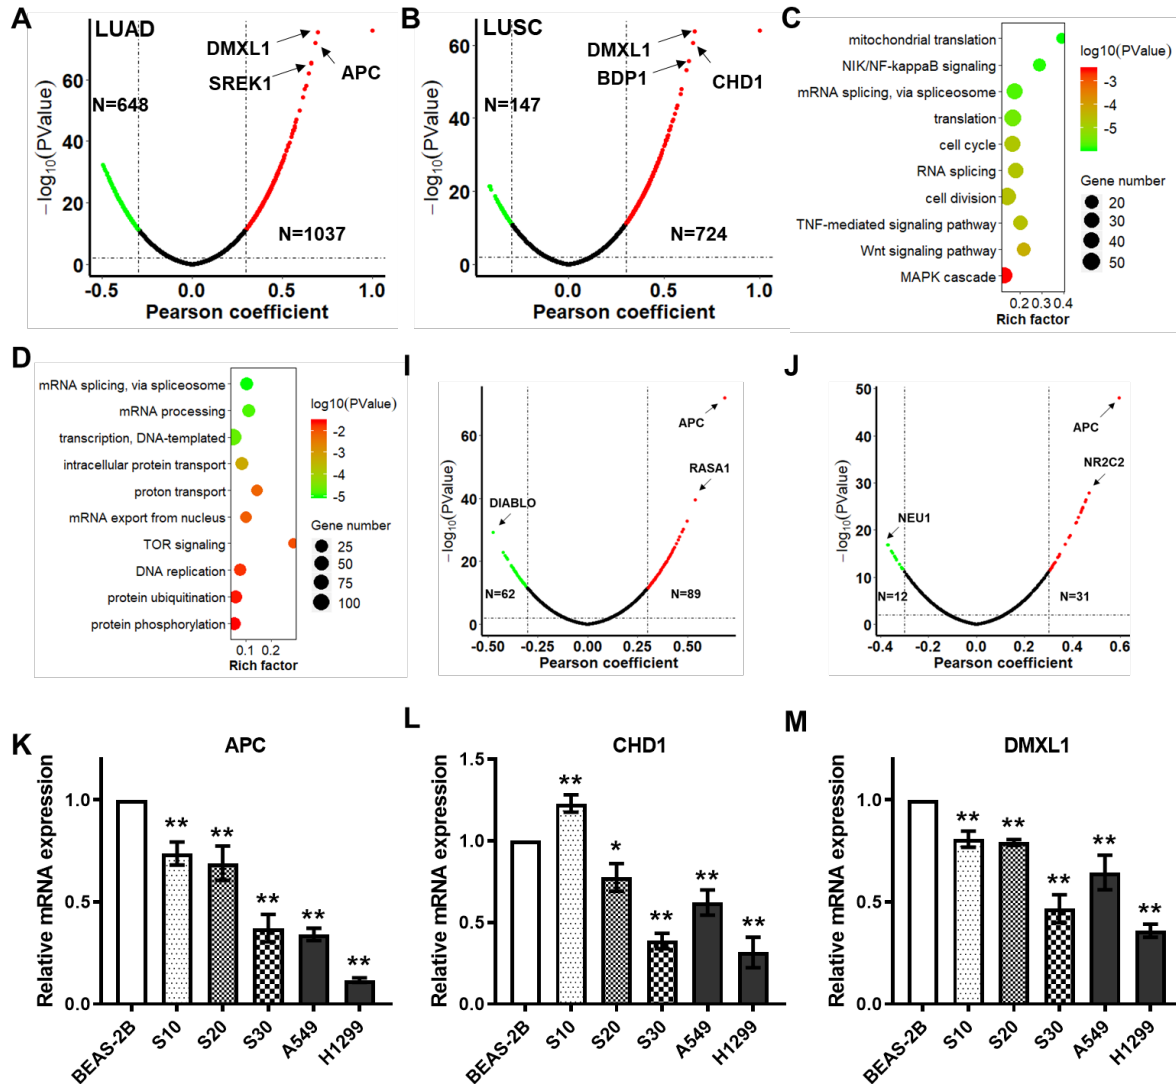 A
LUAD
DMXL1
APC
SREK1
N=648
N=1037
−log10(PValue)
60
40
20
0
-0.5
0.0
0.5
1.0
Pearson coefficient
B
LUSC
DMXL1
BDP1
CHD1
N=147
N=724
−log10(PValue)
60
40
20
0
0.0
0.5
1.0
Pearson coefficient
C
mitochondrial translation
NIK/NF-kappaB signaling
mRNA splicing, via spliceosome
translation
cell cycle
RNA splicing
cell division
TNF-mediated signaling pathway
Wnt signaling pathway
MAPK cascade
0.2 0.3 0.4
Rich factor
log10(PValue)
-4
-5
Gene number
20
30
40
50
D
mRNA splicing, via spliceosome
mRNA processing
transcription, DNA-templated
intracellular protein transport
proton transport
mRNA export from nucleus
TOR signaling
DNA replication
protein ubiquitination
protein phosphorylation
0.1 0.2
Rich factor
log10(PValue)
-2
-3
-4
-5
Gene number
25
50
75
100
I
APC
RASA1
DIABLO
N=62
N=89
−log10(PValue)
60
40
20
0
-0.50
-0.25
0.00
0.25
0.50
Pearson coefficient
J
APC
NR2C2
NEU1
N=12
N=31
−log10(PValue)
50
40
30
20
10
0
-0.4
-0.2
0.0
0.2
0.4
0.6
Pearson coefficient
K
APC
Relative mRNA expression
1.0
0.5
0.0
**
**
**
**
**
BEAS-2B
S10
S20
S30
A549
H1299
L
CHD1
Relative mRNA expression
1.5
1.0
0.5
0.0
**
*
**
**
**
BEAS-2B
S10
S20
S30
A549
H1299
M
DMXL1
Relative mRNA expression
1.0
0.5
0.0
**
**
**
**
**
BEAS-2B
S10
S20
S30
A549
H1299